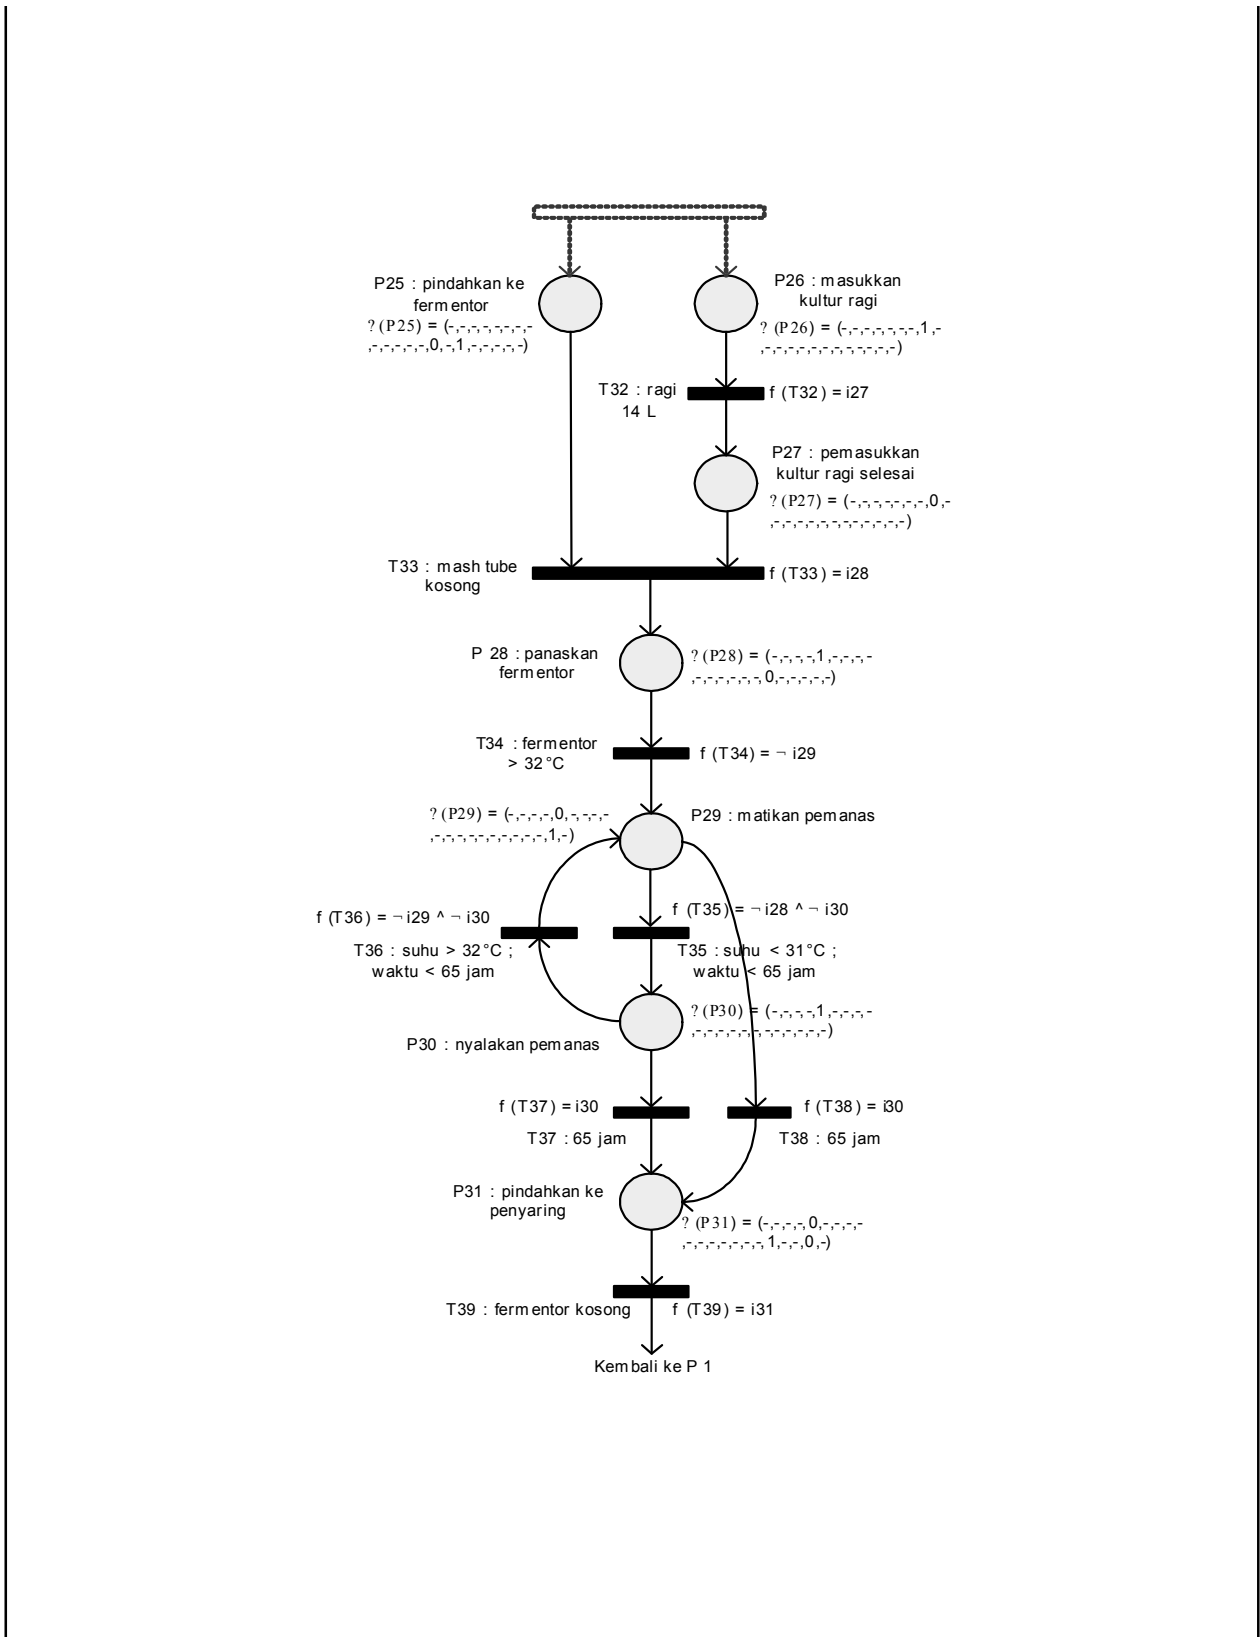 P25 : pindahkan ke
fermentor
? (P25) = (-,-,-,-,-,-,-,-
,-,-,-,-,-,0,-,1,-,-,-,-,-)
P26 : masukkan
kultur ragi
? (P26) = (-,-,-,-,-,-,-,1,-
,-,-,-,-,-,-,-,-,-,-,-,-)
T32 : ragi
14 L
f (T32) = i27
P27 : pemasukkan
kultur ragi selesai
? (P27) = (-,-,-,-,-,-,-,0,-
,-,-,-,-,-,-,-,-,-,-,-,-)
T33 : mash tube
kosong
f (T33) = i28
P 28 : panaskan
fermentor
? (P28) = (-,-,-,-,1,-,-,-,-
,-,-,-,-,-,-,0,-,-,-,-,-)
T34 : fermentor
> 32°C
f (T34) = ¬ i29
? (P29) = (-,-,-,-,0,-,-,-,-
,-,-,-,-,-,-,-,-,-,-,1,-)
P29 : matikan pemanas
f (T36) = ¬ i29 ^ ¬ i30
T36 : suhu > 32°C ;
waktu < 65 jam
f (T35) = ¬ i28 ^ ¬ i30
T35 : suhu < 31°C ;
waktu < 65 jam
? (P30) = (-,-,-,-,1,-,-,-,-
,-,-,-,-,-,-,-,-,-,-,-,-)
P30 : nyalakan pemanas
f (T37) = i30
T37 : 65 jam
f (T38) = i30
T38 : 65 jam
P31 : pindahkan ke
penyaring
? (P31) = (-,-,-,-,0,-,-,-,-
,-,-,-,-,-,-,-,1,-,-,0,-)
T39 : fermentor kosong
f (T39) = i31
Kembali ke P 1